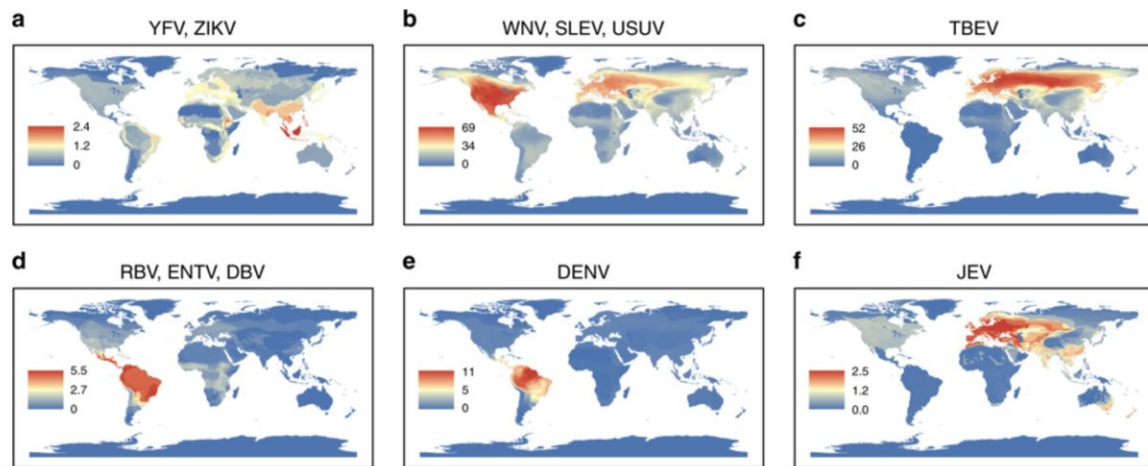 a
YFV, ZIKV
2.4
1.2
0
b
WNV, SLEV, USUV
69
34
0
c
TBEV
52
26
0
d
RBV, ENTV, DBV
5.5
2.7
0
e
DENV
11
5
0
f
JEV
2.5
1.2
0.0